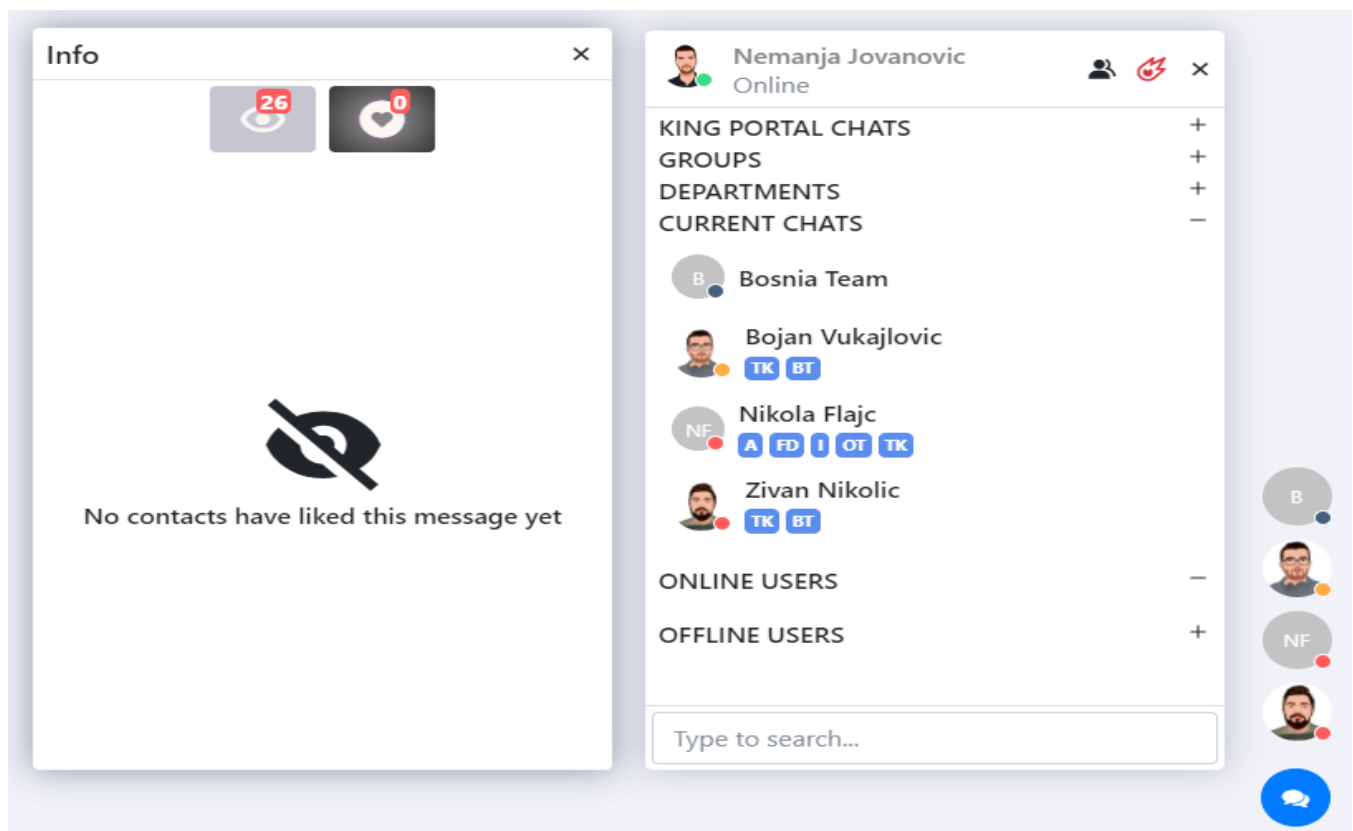 Info
×
26
0
No contacts have liked this message yet
Nemanja Jovanovic
Online
×
KING PORTAL CHATS +
GROUPS +
DEPARTMENTS +
CURRENT CHATS −
B
Bosnia Team
Bojan Vukajlovic
TK BT
NF
Nikola Flajc
A FD I OT TK
Zivan Nikolic
TK BT
ONLINE USERS −
OFFLINE USERS +
Type to search...
B
NF